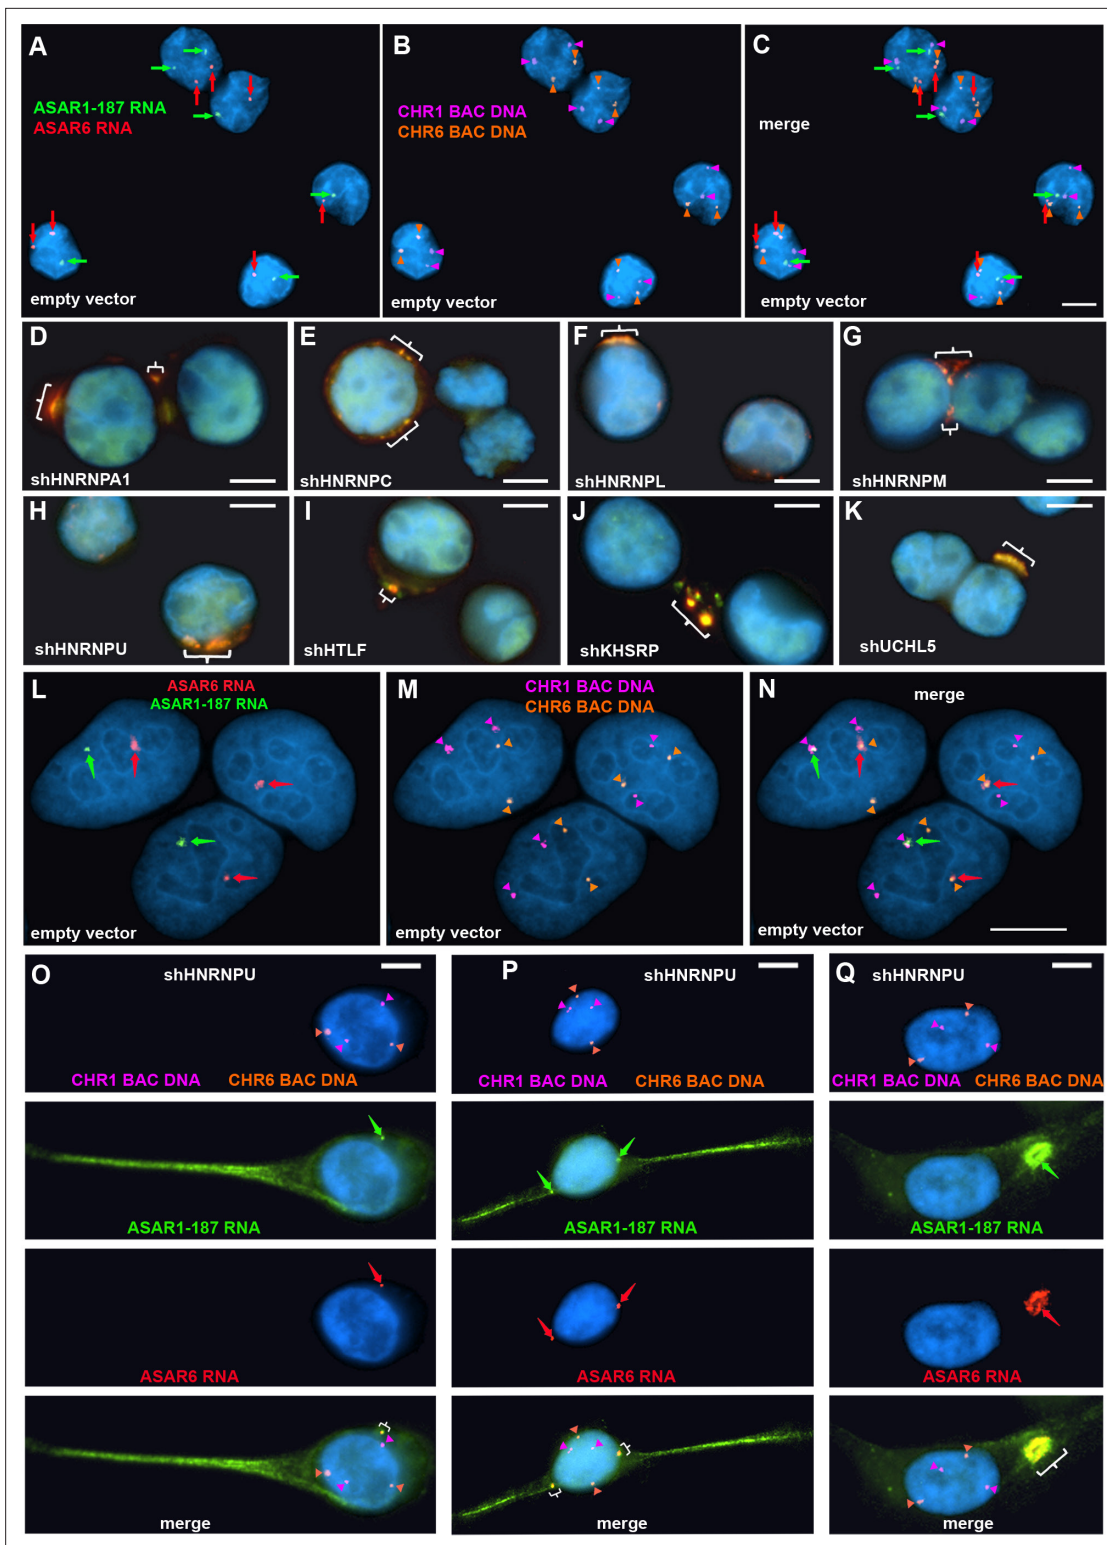 A
ASAR1-187 RNA
ASAR6 RNA
empty vector
B
CHR1 BAC DNA
CHR6 BAC DNA
empty vector
C
merge
empty vector
D
shHNRNPA1
E
shHNRNPC
F
shHNRNPL
G
shHNRNPM
H
shHNRNPU
I
shHTLF
J
shKHSRP
K
shUCHL5
L
ASAR6 RNA
ASAR1-187 RNA
empty vector
M
CHR1 BAC DNA
CHR6 BAC DNA
N
merge
empty vector
O
shHNRNPU
CHR1 BAC DNA CHR6 BAC DNA
ASAR1-187 RNA
ASAR6 RNA
merge
P
shHNRNPU
CHR1 BAC DNA CHR6 BAC DNA
ASAR1-187 RNA
ASAR6 RNA
merge
Q
shHNRNPU
CHR1 BAC DNA CHR6 BAC DNA
ASAR1-187 RNA
ASAR6 RNA
merge